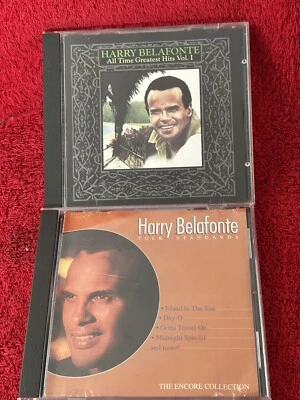 HARRY BELAFONTE
All Time Greatest Hits Vol. I
Harry Belafonte
FOLK STANDARDS
• Island In The Sun
• Day-O
• Gotta Travel On
• Midnight Special
and more!
THE ENCORE COLLECTION